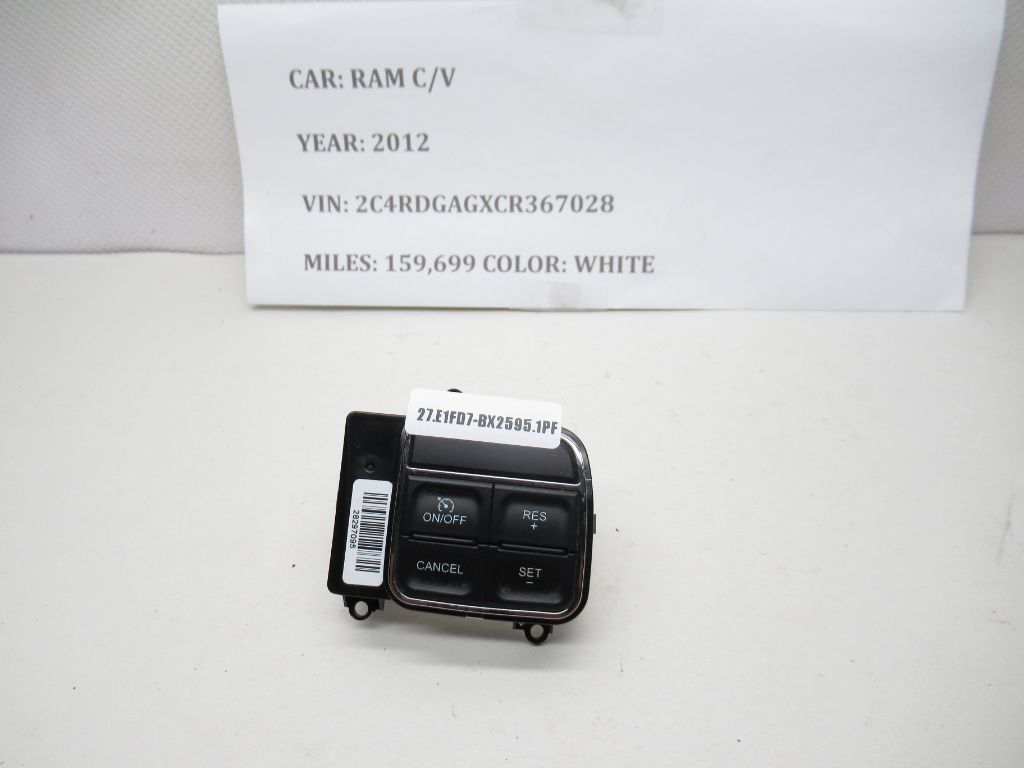 CAR: RAM C/V
YEAR: 2012
VIN: 2C4RDGAGXCR367028
MILES: 159,699 COLOR: WHITE
27.E1FD7-BX2595.1PF
28297095
ON/OFF
RES
+
CANCEL
SET
−